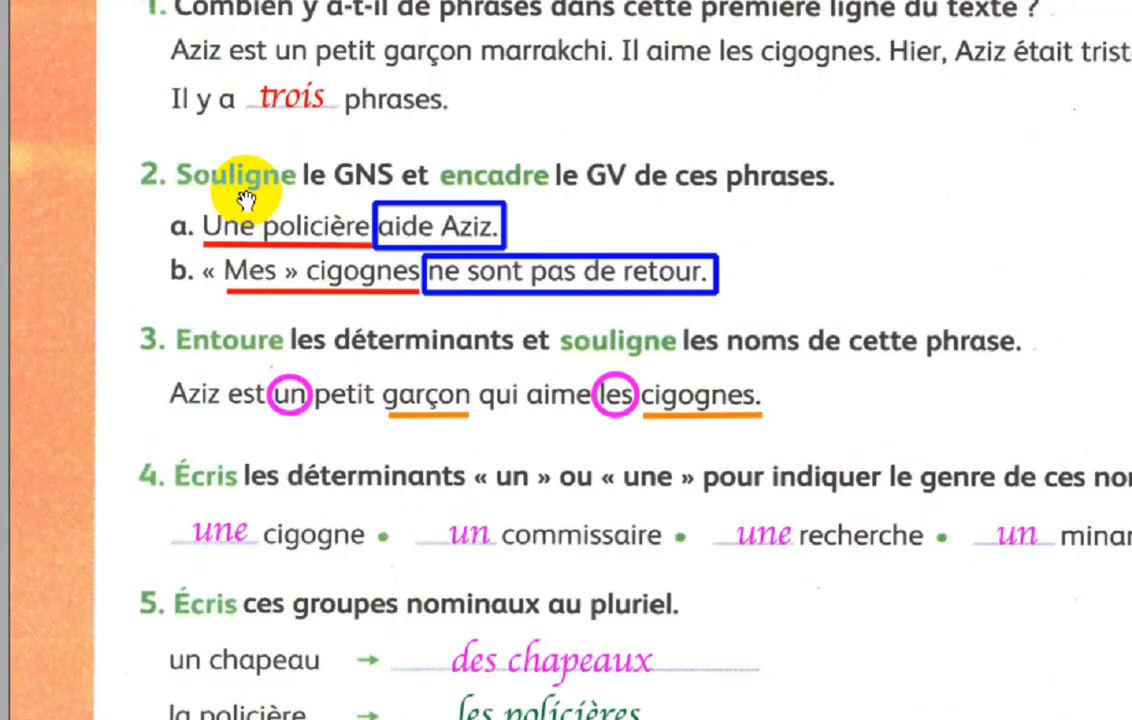 1. Combien y a-t-il de phrases dans cette première ligne du texte ?
Aziz est un petit garçon marrakchi. Il aime les cigognes. Hier, Aziz était
Il y a trois phrases.
2. Souligne le GNS et encadre le GV de ces phrases.
a. Une policière aide Aziz.
b. « Mes » cigognes ne sont pas de retour.
3. Entoure les déterminants et souligne les noms de cette phrase.
Aziz est un petit garçon qui aime les cigognes.
4. Écris les déterminants « un » ou « une » pour indiquer le genre de ces
une cigogne • un commissaire • une recherche • un
5. Écris ces groupes nominaux au pluriel.
un chapeau → des chapeaux
la policière → les policières